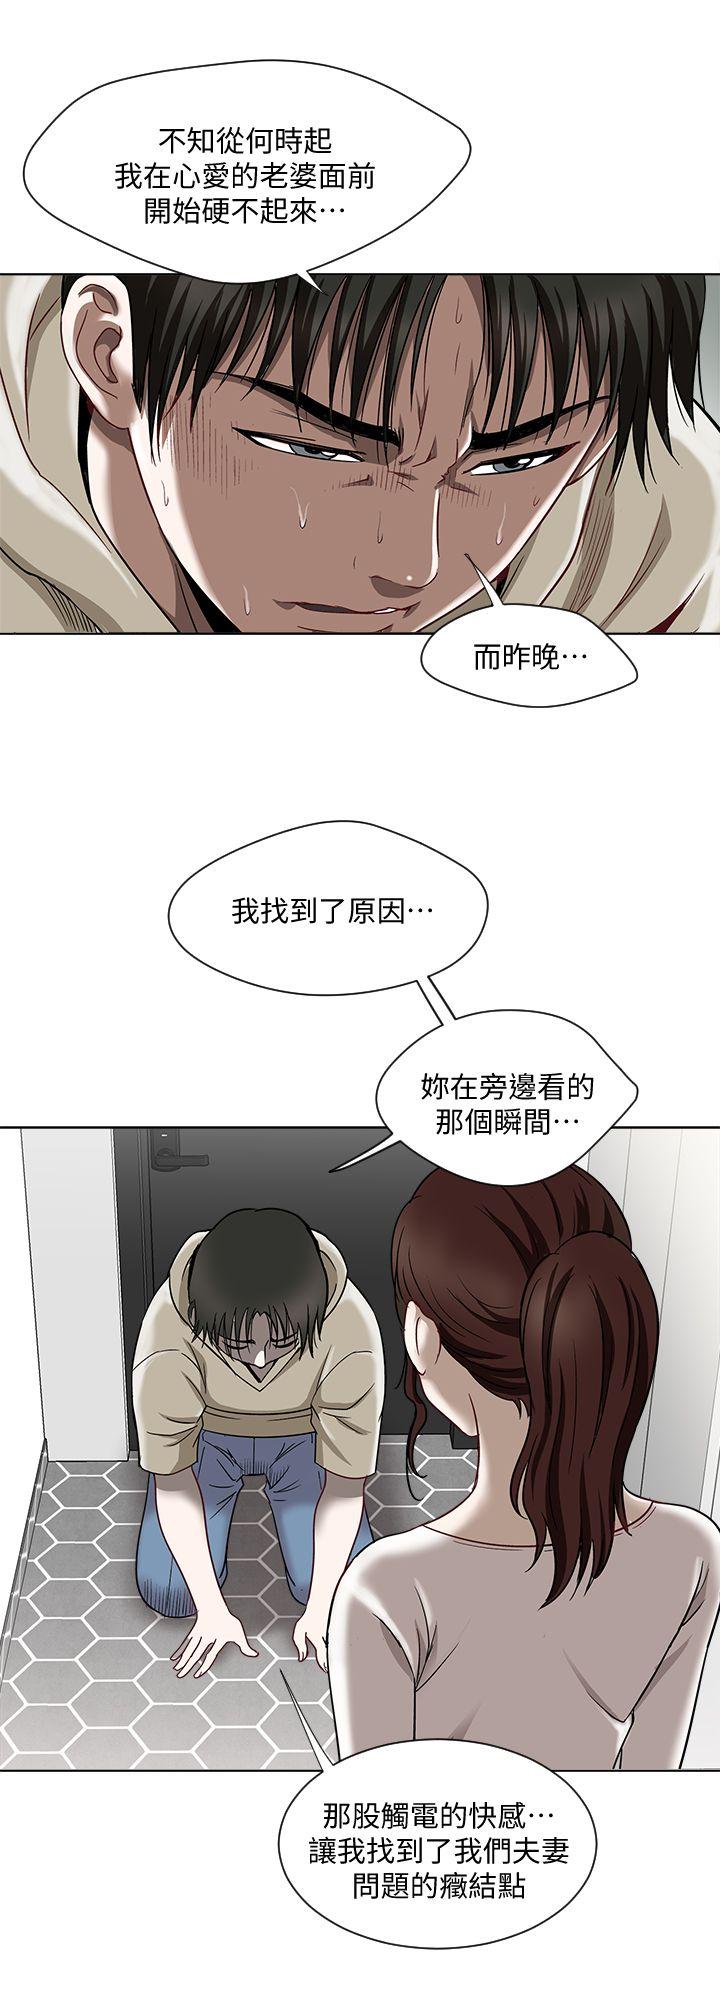 不知從何時起
我在心愛的老婆面前
開始硬不起來…
而昨晚…
我找到了原因…
妳在旁邊看的
那個瞬間…
那股觸電的快感…
讓我找到了我們夫妻
問題的癥結點